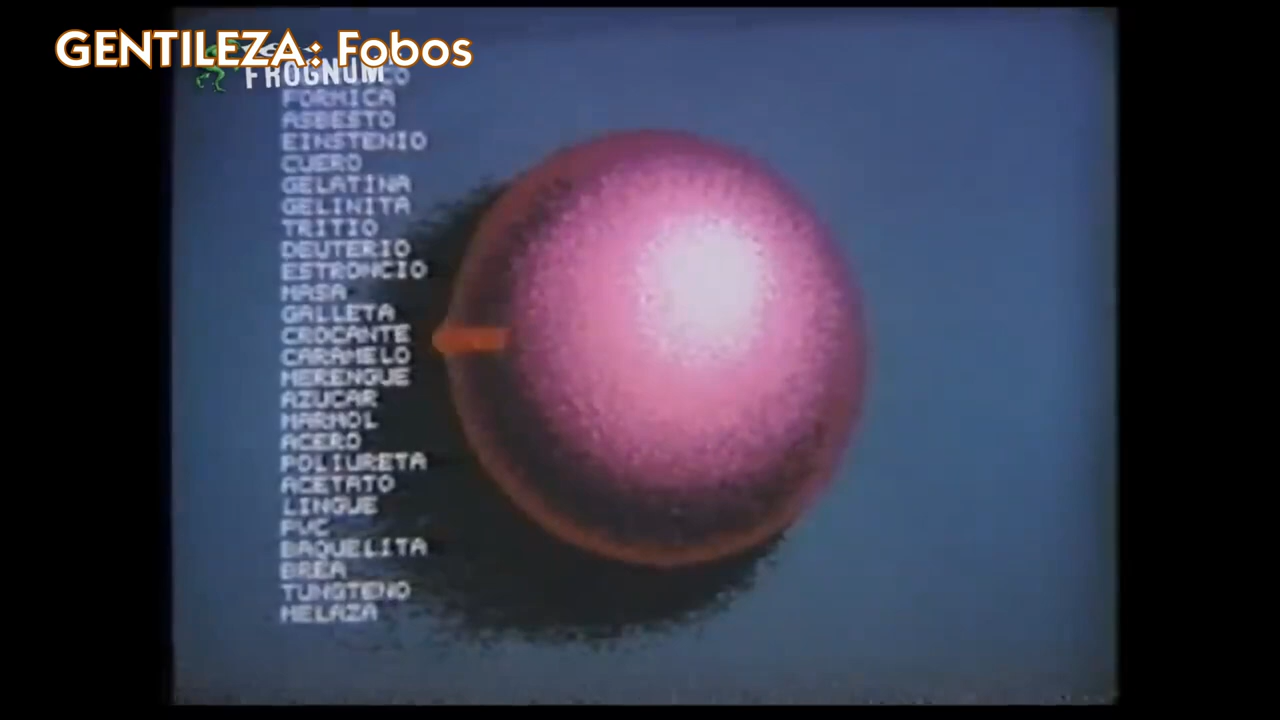 GENTILEZA: Fobos
FROGNUM
FORMICA
ASBESTO
EINSTENIO
CUERO
GELATINA
GELINITA
TRITIO
DEUTERIO
ESTRONCIO
MASA
GALLETA
CROCANTE
CARAMELO
MERENGUE
AZUCAR
MARMOL
ACERO
POLIURETA
ACETATO
LINGUE
PVC
BAQUELITA
BREA
TUNGTENO
MELAZA